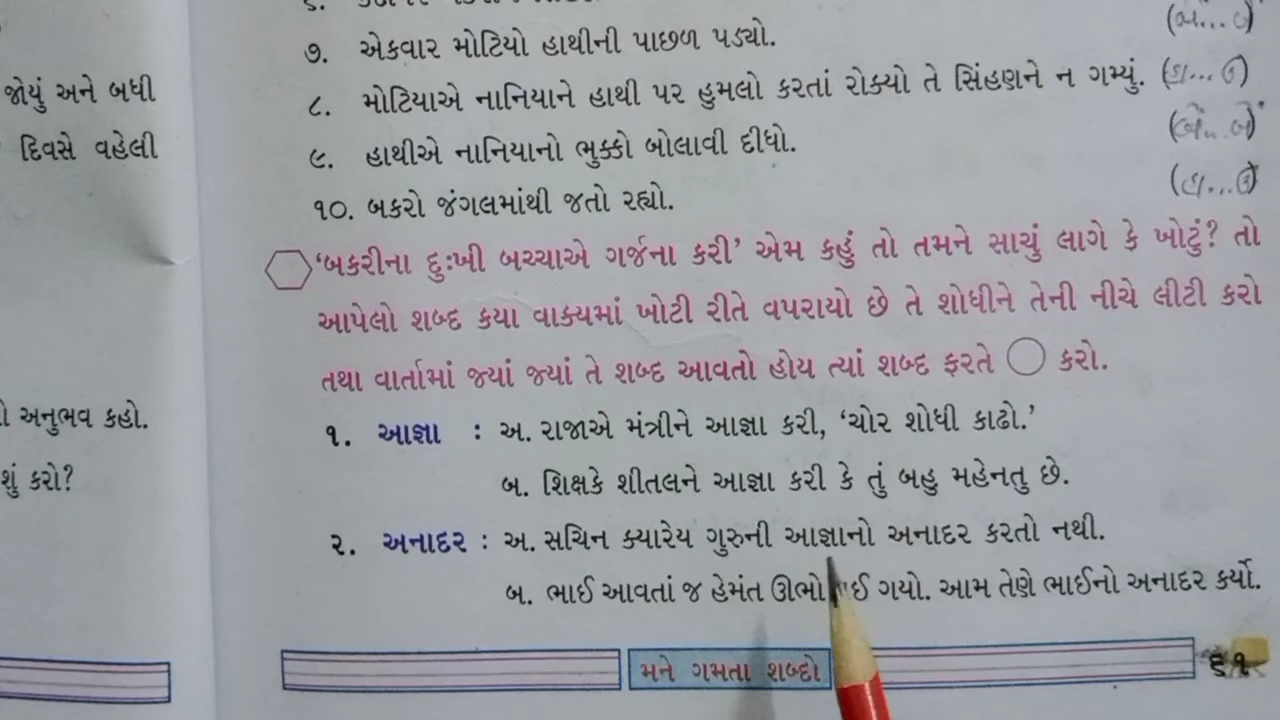 જોયું અને બધી
દિવસે વહેલી
અનુભવ કહો.
શું કરો?
૭. એકવાર મોટિયો હાથીની પાછળ પડ્યો.
૮. મોટિયાએ નાનિયાને હાથી પર હુમલો કરતાં રોક્યો તે સિંહણને ન ગમ્યું.
૯. હાથીએ નાનિયાનો ભુક્કો બોલાવી દીધો.
૧૦. બકરો જંગલમાંથી જતો રહ્યો.
‘બકરીના દુઃખી બચ્ચાએ ગર્જના કરી’ એમ કહું તો તમને સાચું લાગે કે ખોટું? તો
આપેલો શબ્દ કયા વાક્યમાં ખોટી રીતે વપરાયો છે તે શોધીને તેની નીચે લીટી કરો
તથા વાર્તામાં જ્યાં જ્યાં તે શબ્દ આવતો હોય ત્યાં શબ્દ ફરતે ◯ કરો.
૧. આજ્ઞા : અ. રાજાએ મંત્રીને આજ્ઞા કરી, ‘ચોર શોધી કાઢો.’
બ. શિક્ષકે શીતલને આજ્ઞા કરી કે તું બહુ મહેનતુ છે.
૨. અનાદર : અ. સચિન ક્યારેય ગુરુની આજ્ઞાનો અનાદર કરતો નથી.
બ. ભાઈ આવતાં જ હેમંત ઊભો ગયો. આમ તેણે ભાઈનો અનાદર કર્યો.
મને ગમતા શબ્દો
૬૧